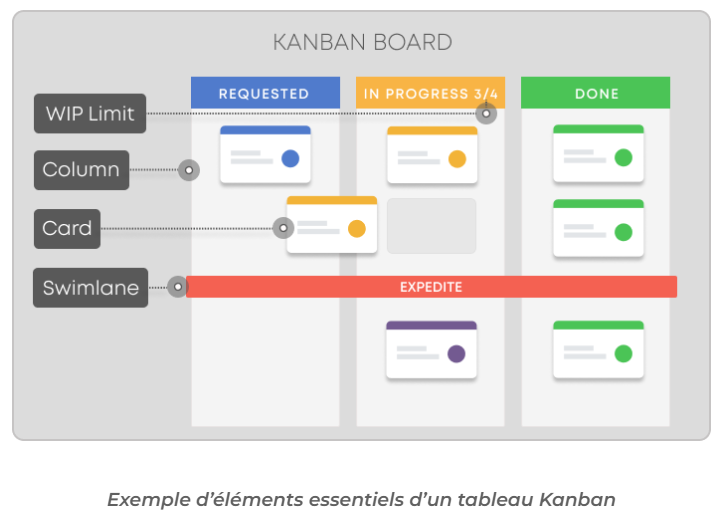 KANBAN BOARD
REQUESTED
IN PROGRESS 3/4
DONE
WIP Limit
Column
Card
Swimlane
EXPEDITE
Exemple d’éléments essentiels d’un tableau Kanban